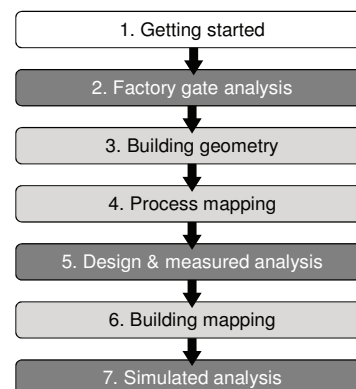 1. Getting started
2. Factory gate analysis
3. Building geometry
4. Process mapping
5. Design & measured analysis
6. Building mapping
7. Simulated analysis